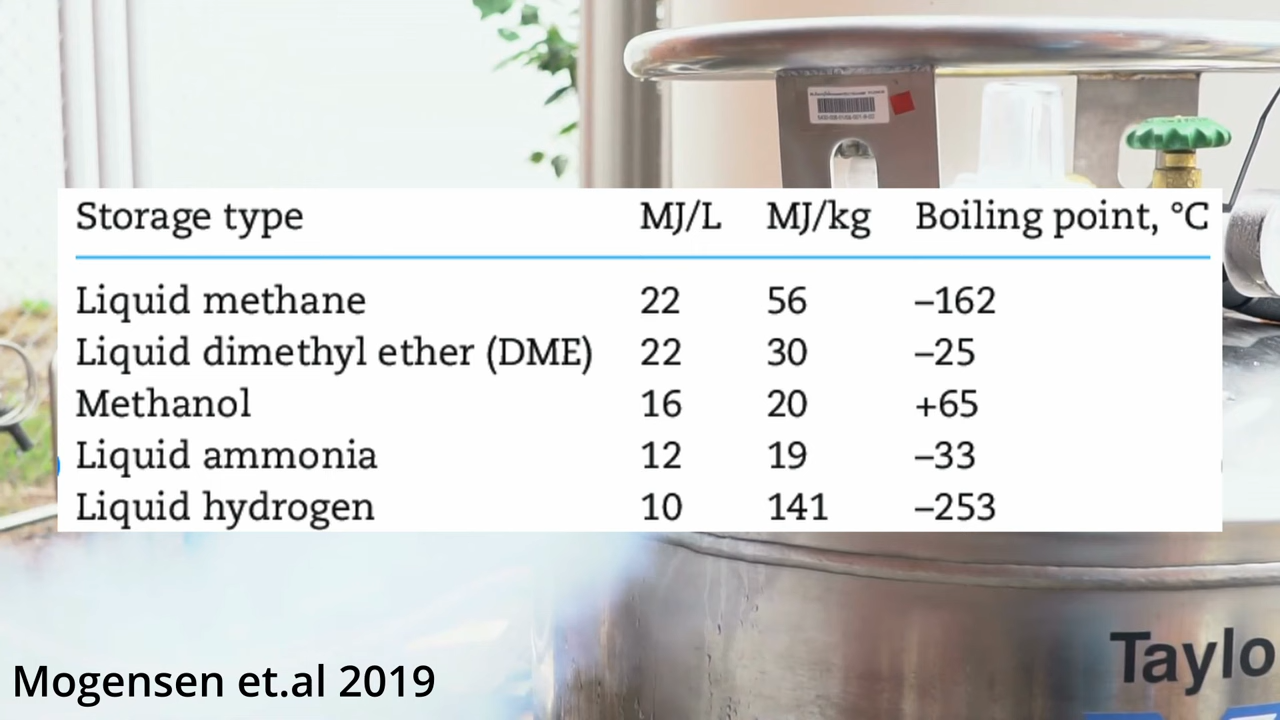 Storage type MJ/L MJ/kg Boiling point, °C
Liquid methane 22 56 –162
Liquid dimethyl ether (DME) 22 30 –25
Methanol 16 20 +65
Liquid ammonia 12 19 –33
Liquid hydrogen 10 141 –253
Taylo
Mogensen et.al 2019